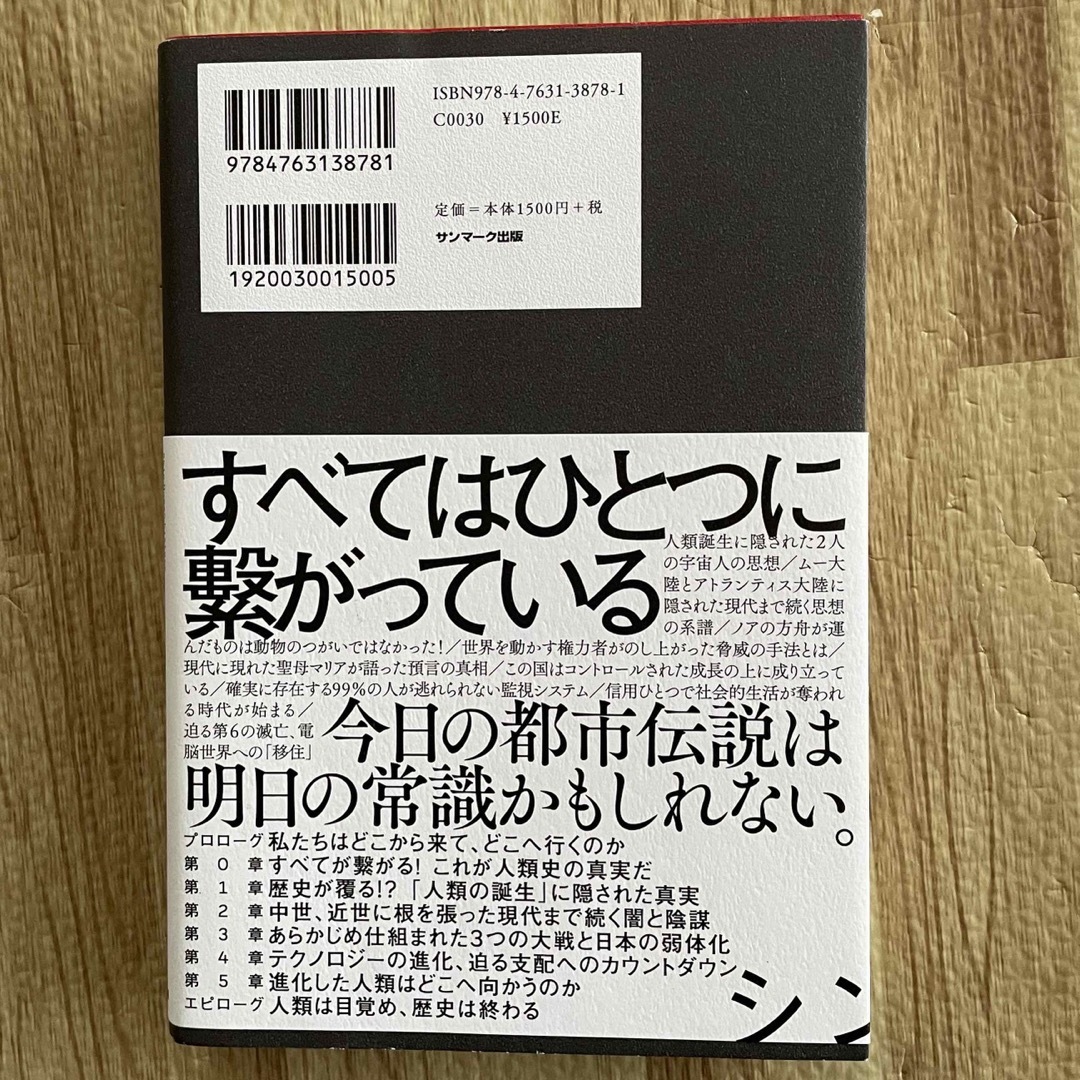 ISBN978-4-7631-3878-1
C0030 ¥1500E
9784763138781
定価=本体1500円+税
サンマーク出版
1920030015005
すべてはひとつに
繋がっている
人類誕生に隠された2人
の宇宙人の思想/ムー大
陸とアトランティス大陸に
隠された現代まで続く思想
の系譜/ノアの方舟が運
んだものは動物のつがいではなかった!/世界を動かす権力者がのし上がった脅威の手法とは/
現代に現れた聖母マリアが語った預言の真相/この国はコントロールされた成長の上に成り立って
いる/確実に存在する99%の人が逃れられない監視システム/信用ひとつで社会的生活が奪われ
る時代が始まる/
迫る第6の滅亡、電
脳世界への「移住」
今日の都市伝説は
明日の常識かもしれない。
プロローグ 私たちはどこから来て、どこへ行くのか
第0章 すべてが繋がる! これが人類史の真実だ
第1章 歴史が覆る!? 「人類の誕生」に隠された真実
第2章 中世、近世に根を張った現代まで続く闇と陰謀
第3章 あらかじめ仕組まれた3つの大戦と日本の弱体化
第4章 テクノロジーの進化、迫る支配へのカウントダウン
第5章 進化した人類はどこへ向かうのか
エピローグ 人類は目覚め、歴史は終わる
シン